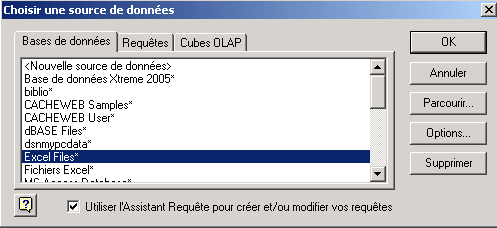 Choisir une source de données
Bases de données Requêtes Cubes OLAP
<Nouvelle source de données>
Base de données Xtreme 2005*
biblio*
CACHEWEB Samples*
CACHEWEB User*
dBASE Files*
dsnmypcdata*
Excel Files*
Fichiers Excel*
MS Access Database*
OK
Annuler
Parcourir...
Options...
Supprimer
Utiliser l'Assistant Requête pour créer et/ou modifier vos requêtes